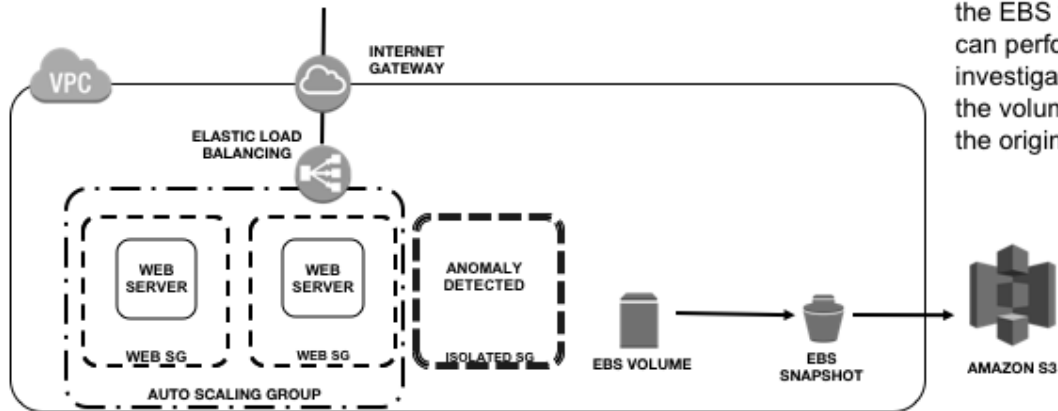 the EBS
can perfo
investiga
the volum
the origin
INTERNET
GATEWAY
VPC
ELASTIC LOAD
BALANCING
WEB
SERVER
WEB SG
WEB
SERVER
WEB SG
AUTO SCALING GROUP
ANOMALY
DETECTED
ISOLATED SG
EBS VOLUME
EBS
SNAPSHOT
AMAZON S3